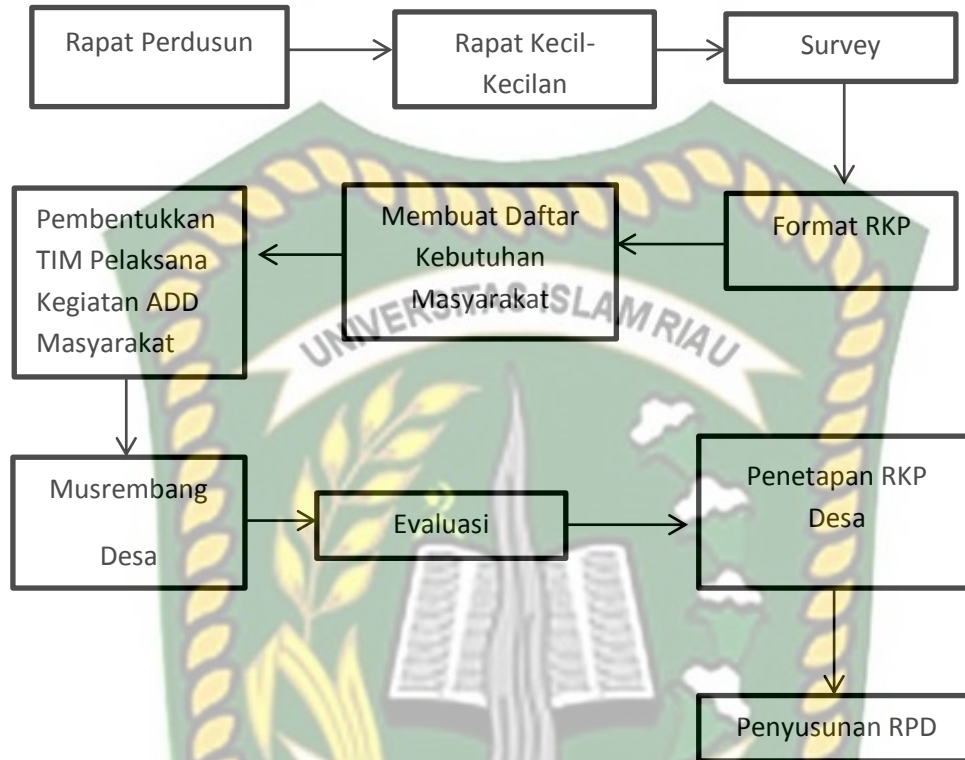 Rapat Perdusun
Rapat Kecil-
Kecilan
Survey
Format RKP
Membuat Daftar
Kebutuhan
Masyarakat
Pembentukkan
TIM Pelaksana
Kegiatan ADD
Masyarakat
UNIVERSITAS ISLAM RIAU
Musrembang
Desa
Evaluasi
Penetapan RKP
Desa
Penyusunan RPD